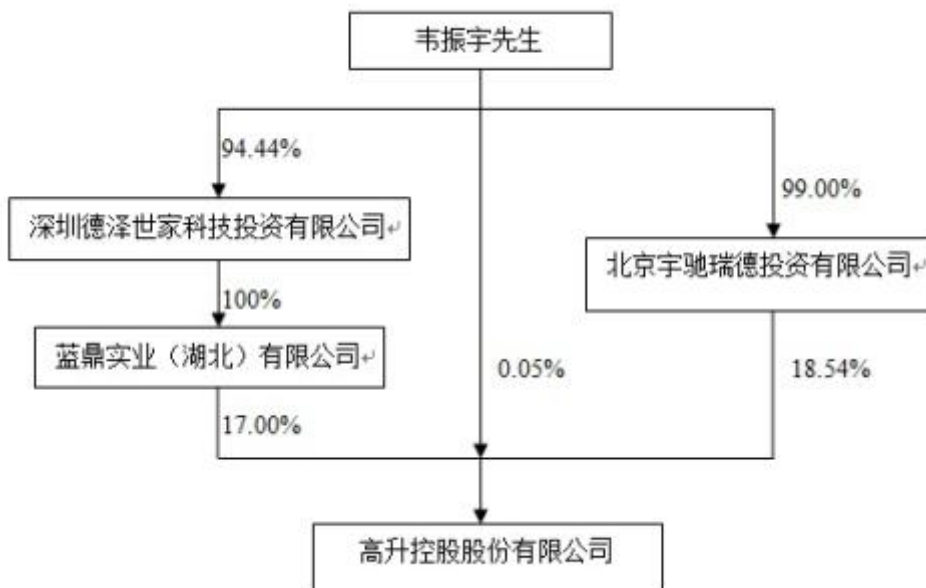 韦振宇先生
94.44%
99.00%
深圳德泽世家科技投资有限公司
北京宇驰瑞德投资有限公司
100%
蓝鼎实业（湖北）有限公司
0.05%
18.54%
17.00%
高升控股股份有限公司